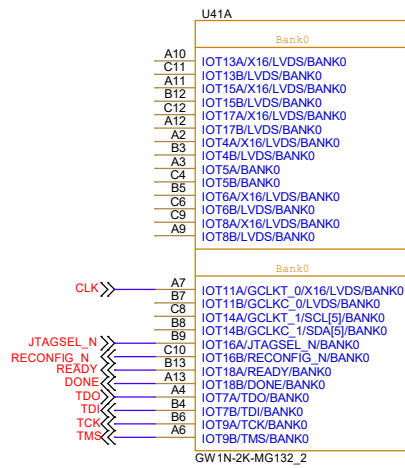 U41A
Bank0
A10 IOT13A/X16/LVDS/BANK0
C11 IOT13B/LVDS/BANK0
A11 IOT15A/X16/LVDS/BANK0
B12 IOT15B/LVDS/BANK0
C12 IOT17A/X16/LVDS/BANK0
A12 IOT17B/LVDS/BANK0
A2 IOT4A/X16/LVDS/BANK0
B3 IOT4B/LVDS/BANK0
A3 IOT5A/BANK0
C4 IOT5B/BANK0
B5 IOT6A/X16/LVDS/BANK0
C6 IOT6B/LVDS/BANK0
C9 IOT8A/X16/LVDS/BANK0
A9 IOT8B/LVDS/BANK0
Bank0
CLK A7 IOT11A/GCLKT_0/X16/LVDS/BANK0
B7 IOT11B/GCLKC_0/LVDS/BANK0
C8 IOT14A/GCLKT_1/SCL[5]/BANK0
B8 IOT14B/GCLKC_1/SDA[5]/BANK0
JTAGSEL_N B9 IOT16A/JTAGSEL_N/BANK0
RECONFIG_N C10 IOT16B/RECONFIG_N/BANK0
READY B13 IOT18A/READY/BANK0
DONE A13 IOT18B/DONE/BANK0
TDO A4 IOT7A/TDO/BANK0
TDI B4 IOT7B/TDI/BANK0
TCK B6 IOT9A/TCK/BANK0
TMS A6 IOT9B/TMS/BANK0
GW1N-2K-MG132_2